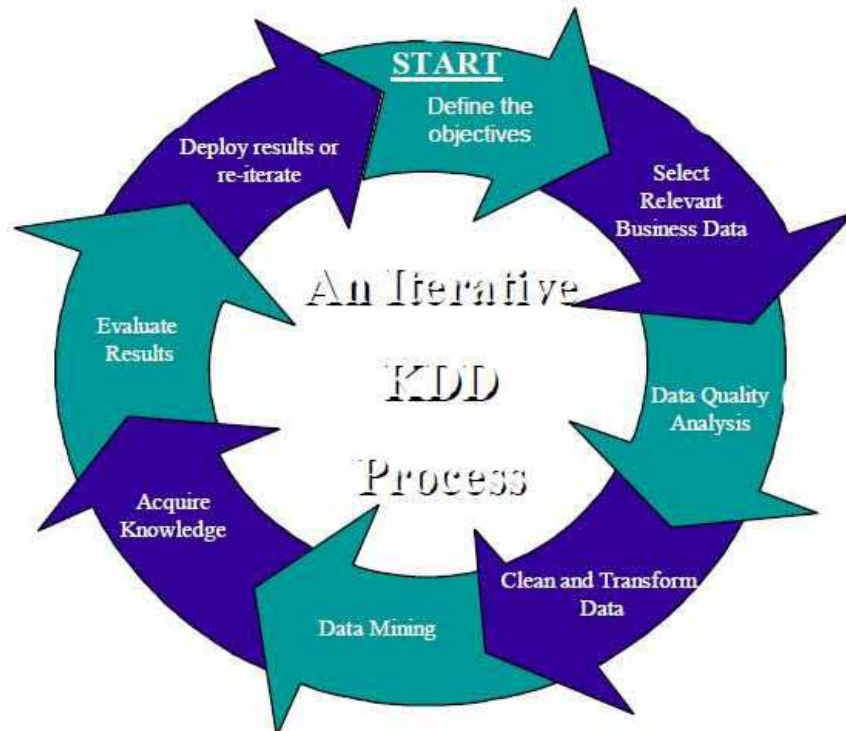 START
Define the
objectives
Select
Relevant
Business Data
Data Quality
Analysis
Clean and Transform
Data
Data Mining
Acquire
Knowledge
Evaluate
Results
Deploy results or
re-iterate
An Iterative
KDD
Process